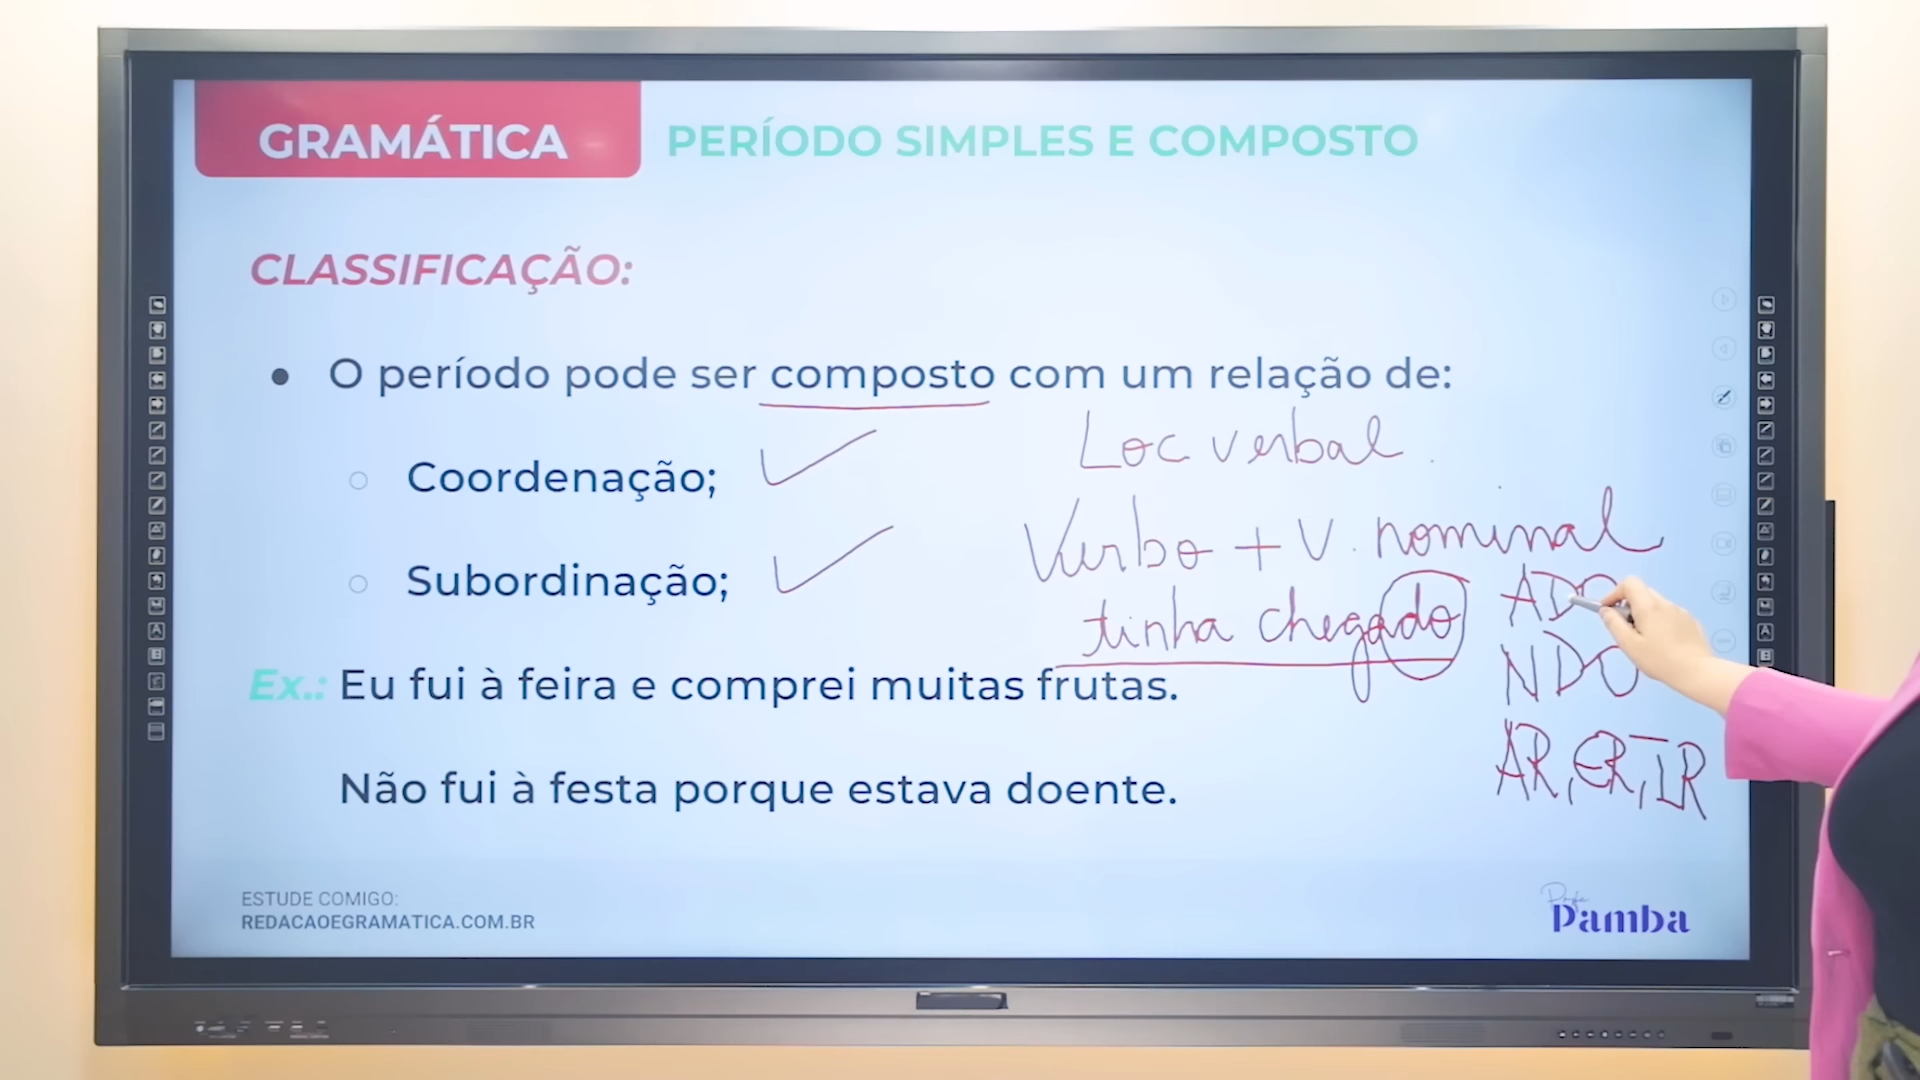 GRAMÁTICA PERÍODO SIMPLES E COMPOSTO
CLASSIFICAÇÃO:
● O período pode ser composto com um relação de:
Loc verbal.
○ Coordenação;
Verbo + V. nominal
○ Subordinação;
tinha chegado
ADO
NDO
AR, ER, IR
Ex.: Eu fui à feira e comprei muitas frutas.
Não fui à festa porque estava doente.
ESTUDE COMIGO:
REDACAOEGRAMATICA.COM.BR
Profa
Pamba